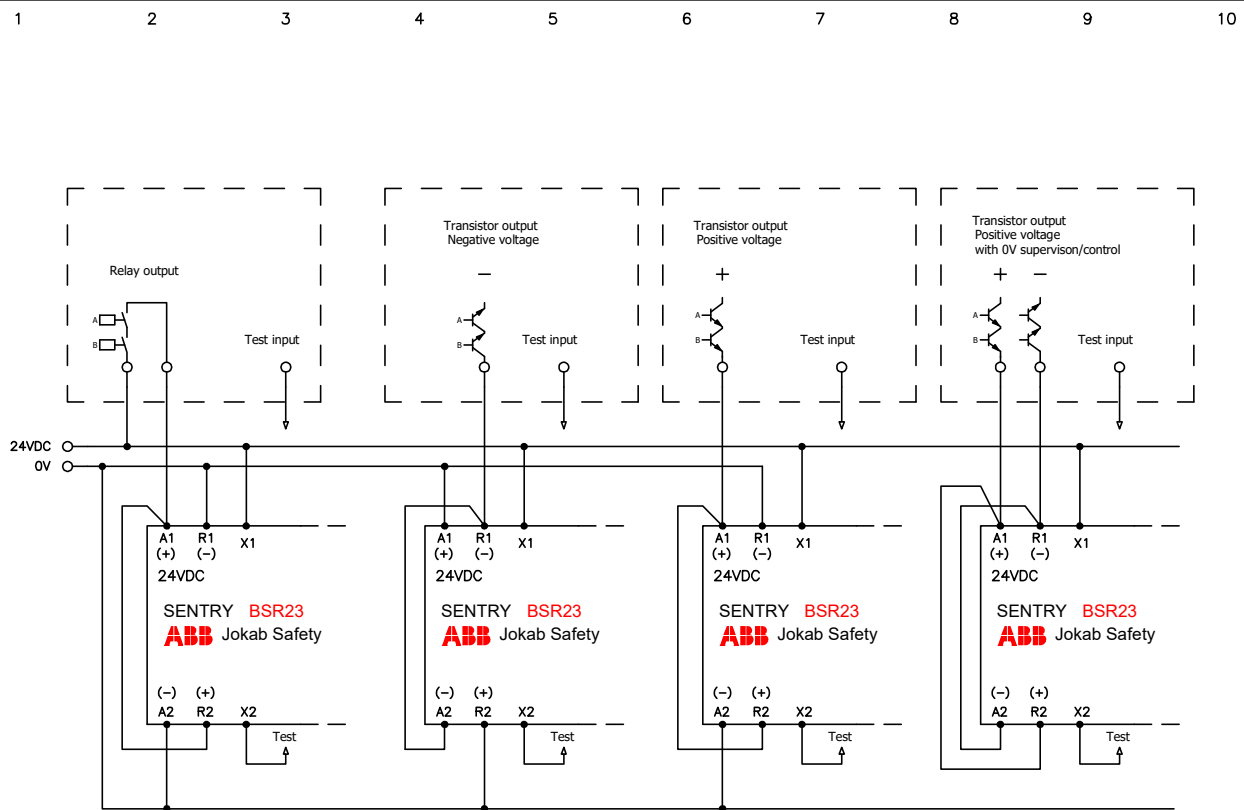 1 2 3 4 5 6 7 8 9 10
Relay output
A
B
Test input
Transistor output
Negative voltage
−
A
B
Test input
Transistor output
Positive voltage
+
A
B
Test input
Transistor output
Positive voltage
with 0V supervison/control
+ −
A
B
Test input
24VDC
0V
A1 R1 X1
(+) (−)
24VDC
SENTRY BSR23
ABB Jokab Safety
(−) (+)
A2 R2 X2
Test
A1 R1 X1
(+) (−)
24VDC
SENTRY BSR23
ABB Jokab Safety
(−) (+)
A2 R2 X2
Test
A1 R1 X1
(+) (−)
24VDC
SENTRY BSR23
ABB Jokab Safety
(−) (+)
A2 R2 X2
Test
A1 R1 X1
(+) (−)
24VDC
SENTRY BSR23
ABB Jokab Safety
(−) (+)
A2 R2 X2
Test